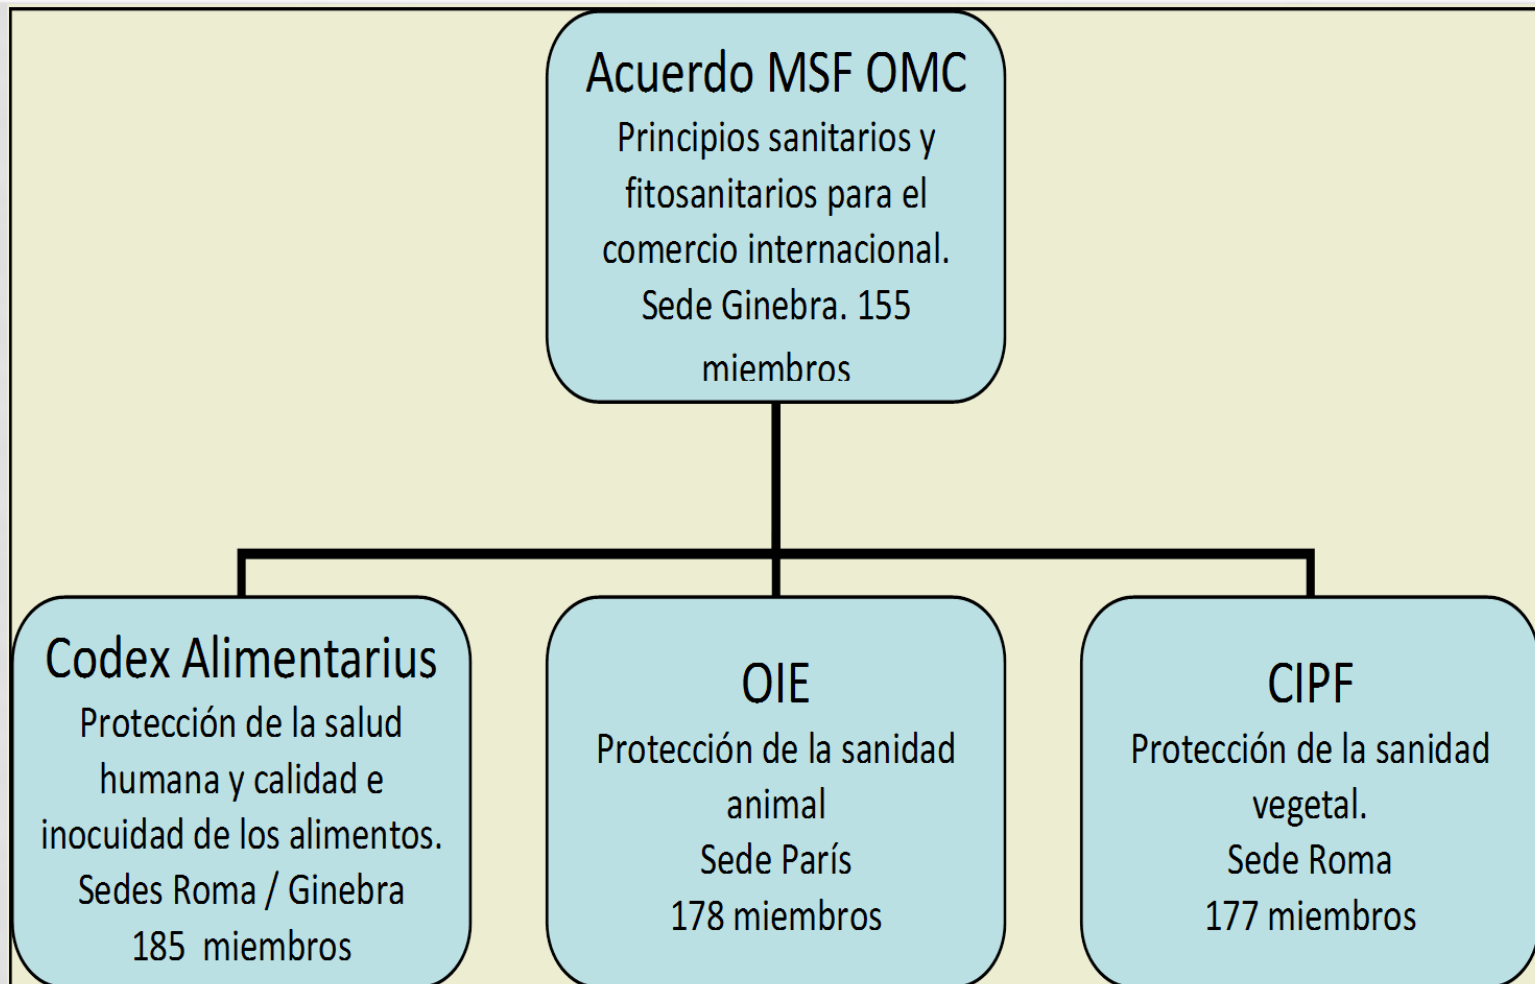 Acuerdo MSF OMC
Principios sanitarios y
fitosanitarios para el
comercio internacional.
Sede Ginebra. 155
miembros
Codex Alimentarius
Protección de la salud
humana y calidad e
inocuidad de los alimentos.
Sedes Roma / Ginebra
185 miembros
OIE
Protección de la sanidad
animal
Sede París
178 miembros
CIPF
Protección de la sanidad
vegetal.
Sede Roma
177 miembros